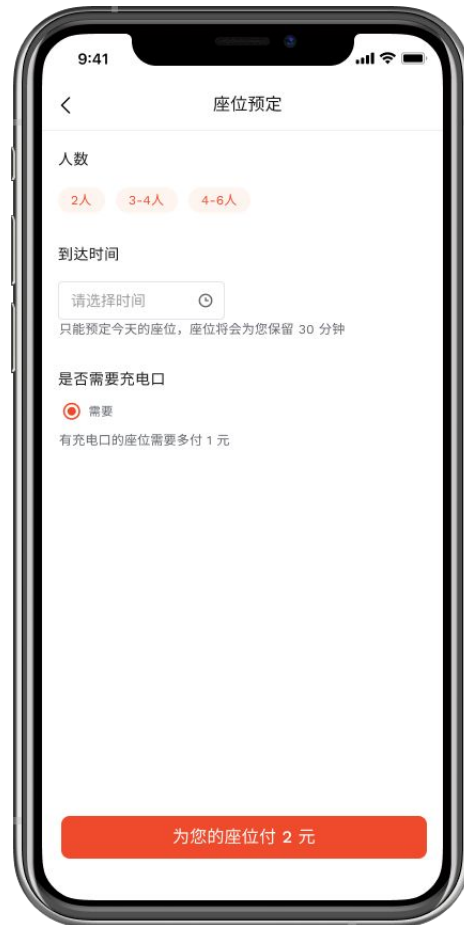 9:41
座位预定
人数
2人 3-4人 4-6人
到达时间
请选择时间
只能预定今天的座位，座位将会为您保留 30 分钟
是否需要充电口
需要
有充电口的座位需要多付 1 元
为您的座位付 2 元